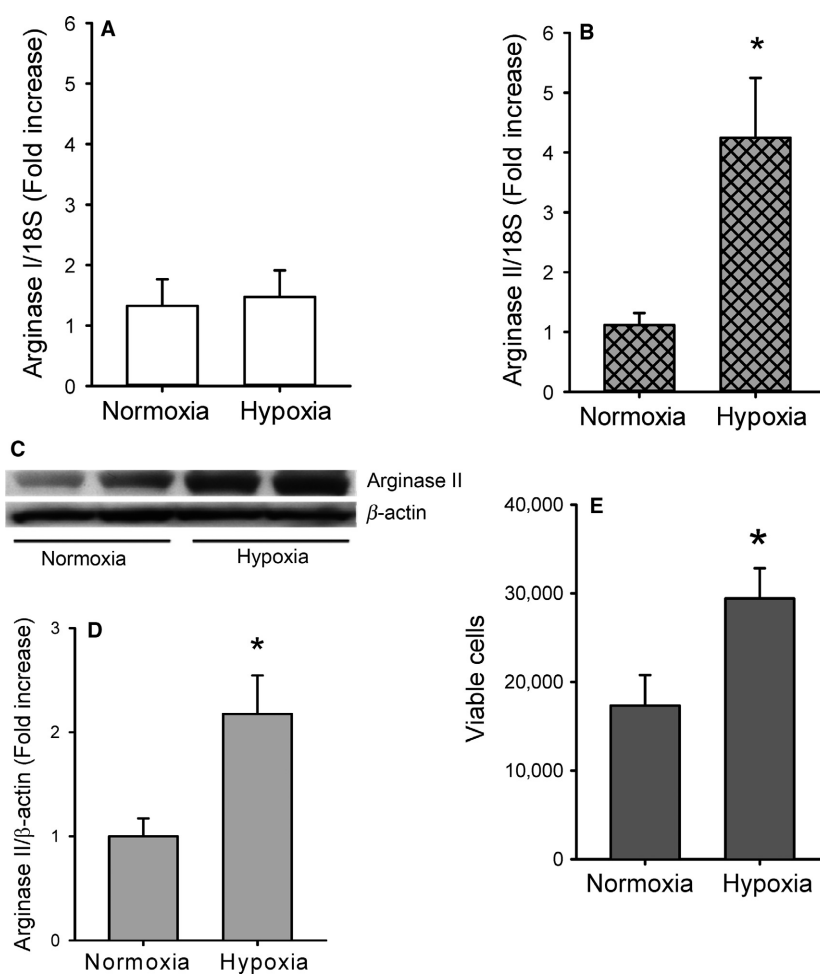 A
Arginase I/18S (Fold increase)
6
5
4
3
2
1
0
Normoxia Hypoxia
B
*
Arginase II/18S (Fold increase)
6
5
4
3
2
1
0
Normoxia Hypoxia
C
Arginase II
β-actin
Normoxia Hypoxia
D
*
Arginase II/β-actin (Fold increase)
3
2
1
0
Normoxia Hypoxia
E
*
Viable cells
40,000
30,000
20,000
10,000
0
Normoxia Hypoxia